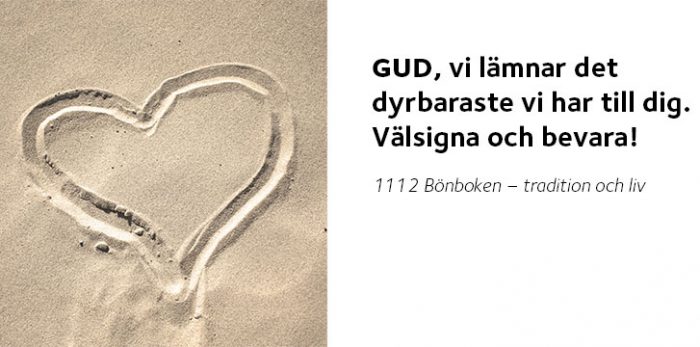 GUD, vi lämnar det
dyrbaraste vi har till dig.
Välsigna och bevara!
1112 Bönboken – tradition och liv